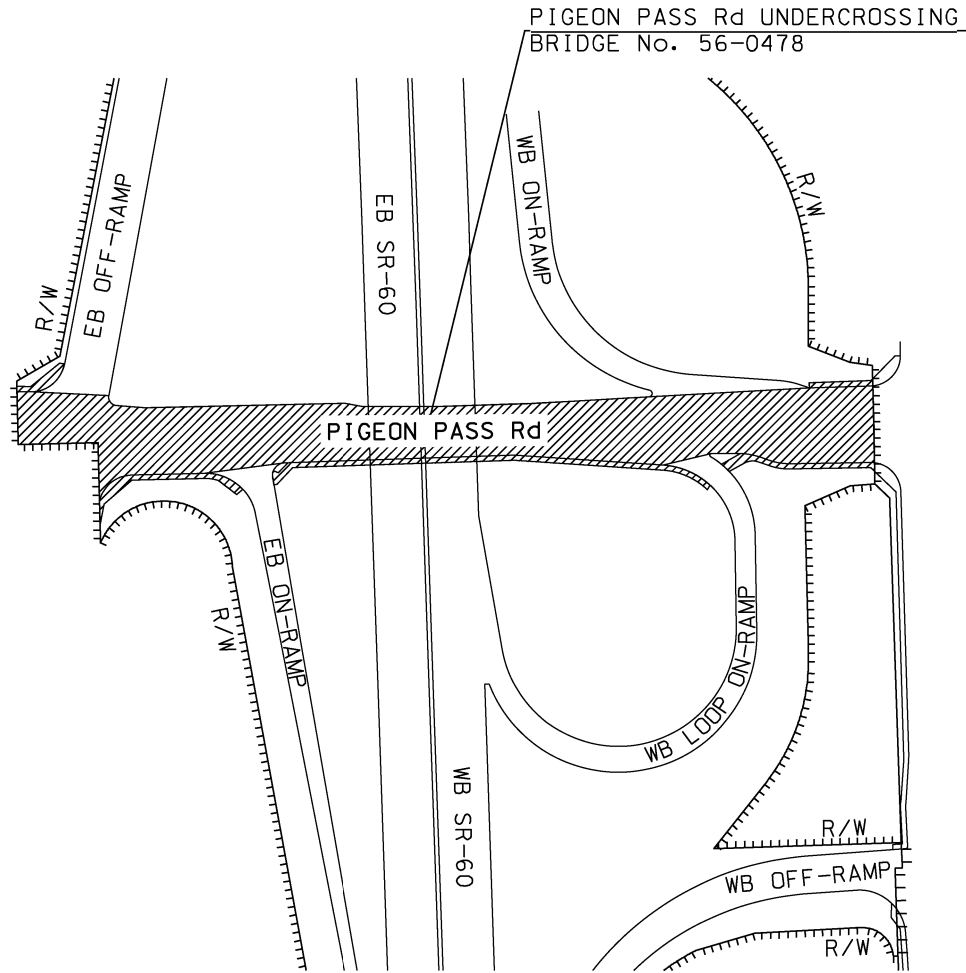 PIGEON PASS Rd UNDERCROSSING
BRIDGE No. 56-0478
WB ON-RAMP
R/W
EB OFF-RAMP
EB SR-60
R/W
PIGEON PASS Rd
EB ON-RAMP
R/W
WB LOOP ON-RAMP
WB SR-60
R/W
WB OFF-RAMP
R/W